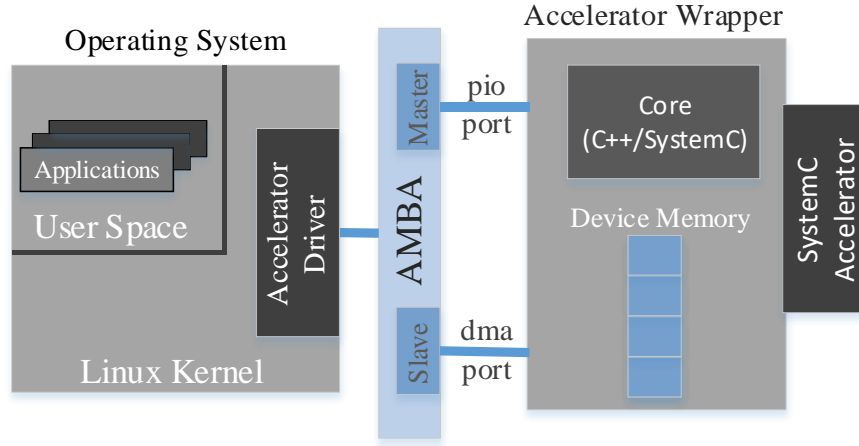 Operating System
Applications
User Space
Accelerator
Driver
Linux Kernel
AMBA
Master
Slave
pio
port
dma
port
Accelerator Wrapper
Core
(C++/SystemC)
Device Memory
SystemC
Accelerator